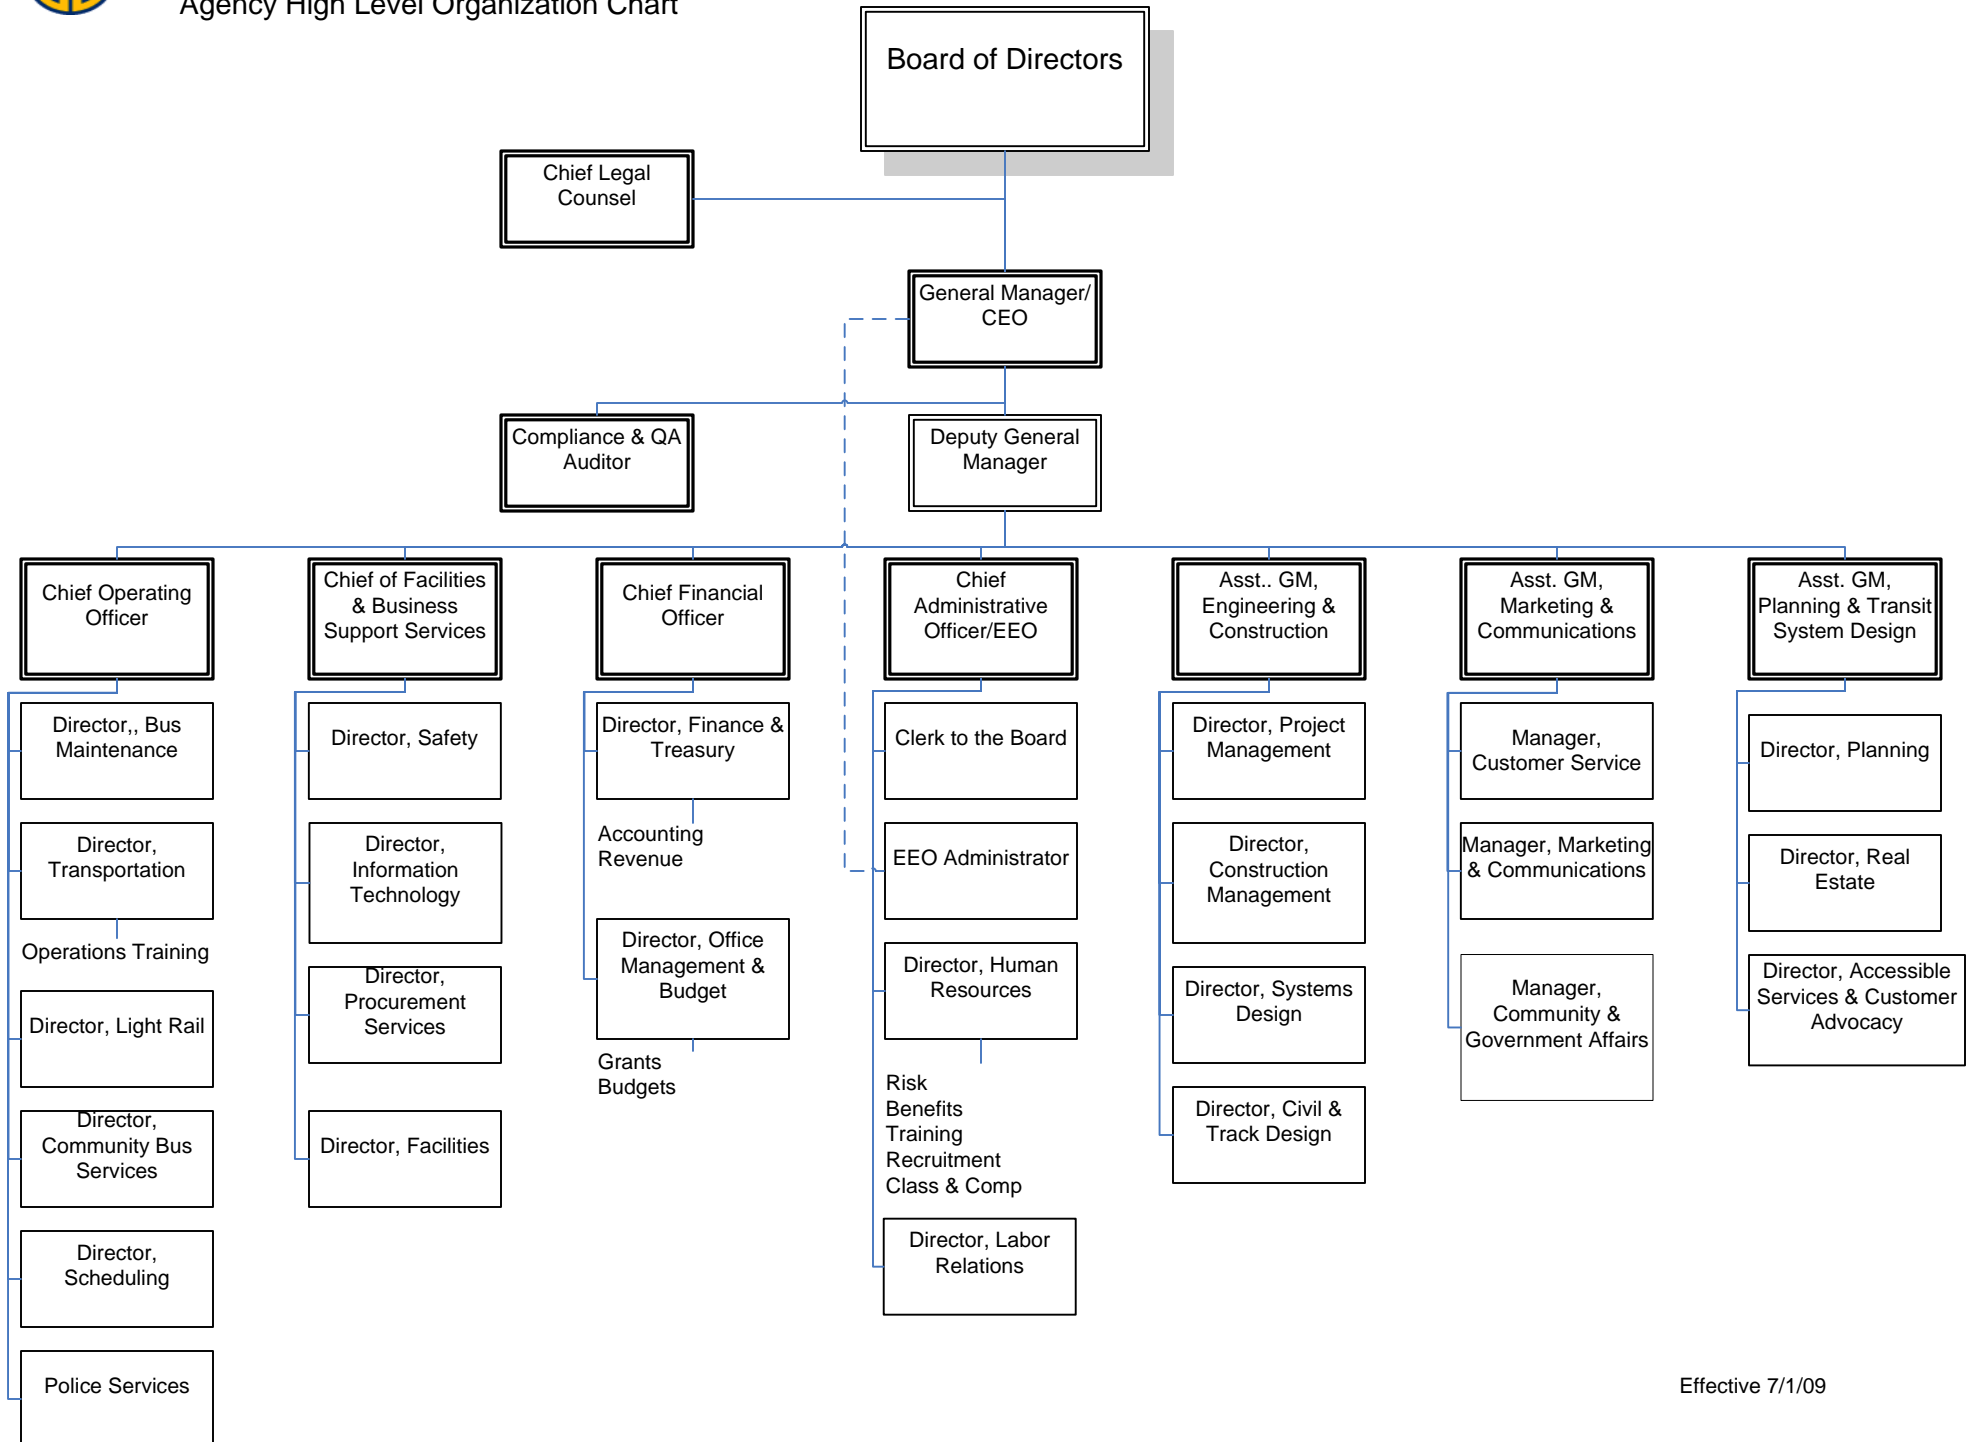 Agency High Level Organization Chart
Board of Directors
Chief Legal
Counsel
General Manager/
CEO
Compliance & QA
Auditor
Deputy General
Manager
Chief Operating
Officer
Chief of Facilities
& Business
Support Services
Chief Financial
Officer
Chief
Administrative
Officer/EEO
Asst.. GM,
Engineering &
Construction
Asst. GM,
Marketing &
Communications
Asst. GM,
Planning & Transit
System Design
Director,, Bus
Maintenance
Director,
Transportation
Operations Training
Director, Light Rail
Director,
Community Bus
Services
Director,
Scheduling
Police Services
Director, Safety
Director,
Information
Technology
Director,
Procurement
Services
Director, Facilities
Director, Finance &
Treasury
Accounting
Revenue
Director, Office
Management &
Budget
Grants
Budgets
Clerk to the Board
EEO Administrator
Director, Human
Resources
Risk
Benefits
Training
Recruitment
Class & Comp
Director, Labor
Relations
Director, Project
Management
Director,
Construction
Management
Director, Systems
Design
Director, Civil &
Track Design
Manager,
Customer Service
Manager, Marketing
& Communications
Manager,
Community &
Government Affairs
Director, Planning
Director, Real
Estate
Director, Accessible
Services & Customer
Advocacy
Effective 7/1/09